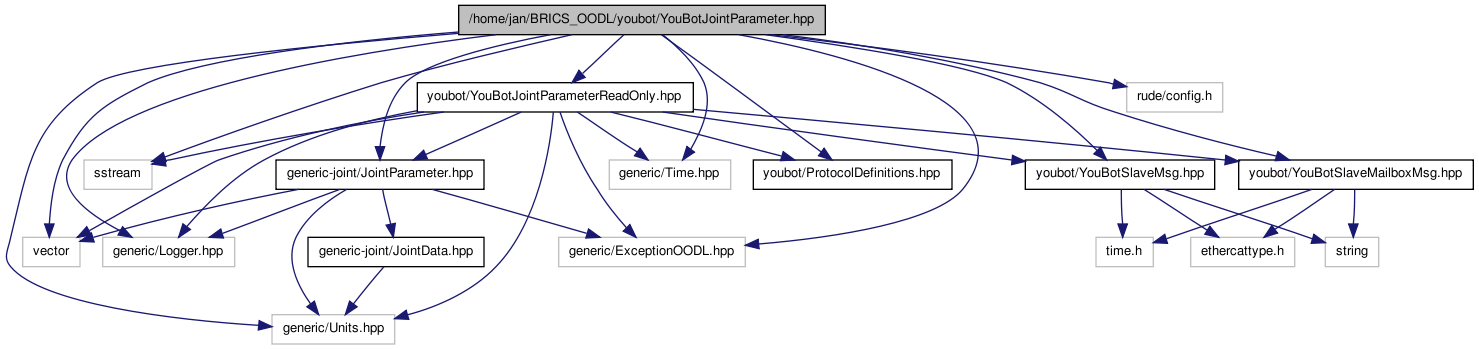 /home/jan/BRICS_OODL/youbot/YouBotJointParameter.hpp
youbot/YouBotJointParameterReadOnly.hpp
rude/config.h
sstream
generic-joint/JointParameter.hpp
generic/Time.hpp
youbot/ProtocolDefinitions.hpp
youbot/YouBotSlaveMsg.hpp
youbot/YouBotSlaveMailboxMsg.hpp
vector
generic/Logger.hpp
generic-joint/JointData.hpp
generic/ExceptionOODL.hpp
time.h
ethercattype.h
string
generic/Units.hpp